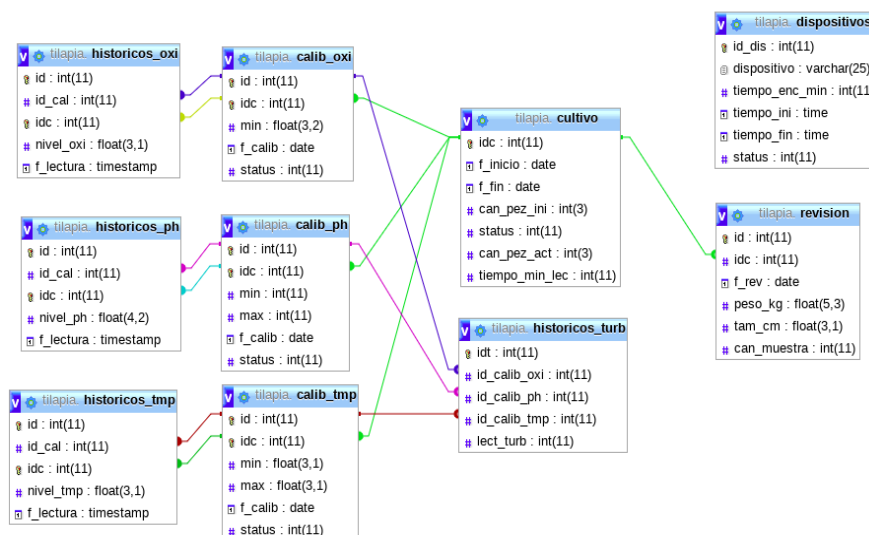 v tilapia historicos_oxi
id : int(11)
# id_cal : int(11)
idc : int(11)
# nivel_oxi : float(3,1)
f_lectura : timestamp
v tilapia calib_oxi
id : int(11)
idc : int(11)
# min : float(3,2)
f_calib : date
# status : int(11)
v tilapia dispositivos
id_dis : int(11)
dispositivo : varchar(25)
# tiempo_enc_min : int(11
tiempo_ini : time
tiempo_fin : time
# status : int(11)
v tilapia cultivo
idc : int(11)
f_inicio : date
f_fin : date
# can_pez_ini : int(3)
# status : int(11)
# can_pez_act : int(3)
# tiempo_min_lec : int(11)
v tilapia historicos_ph
id : int(11)
# id_cal : int(11)
idc : int(11)
# nivel_ph : float(4,2)
f_lectura : timestamp
v tilapia calib_ph
id : int(11)
idc : int(11)
# min : int(11)
# max : int(11)
f_calib : date
# status : int(11)
v tilapia revision
id : int(11)
# idc : int(11)
f_rev : date
# peso_kg : float(5,3)
# tam_cm : float(3,1)
# can_muestra : int(11)
v tilapia historicos_turb
idt : int(11)
# id_calib_oxi : int(11)
# id_calib_ph : int(11)
# id_calib_tmp : int(11)
# lect_turb : int(11)
v tilapia historicos_tmp
id : int(11)
# id_cal : int(11)
idc : int(11)
# nivel_tmp : float(3,1)
f_lectura : timestamp
v tilapia calib_tmp
id : int(11)
idc : int(11)
# min : float(3,1)
# max : float(3,1)
f_calib : date
# status : int(11)